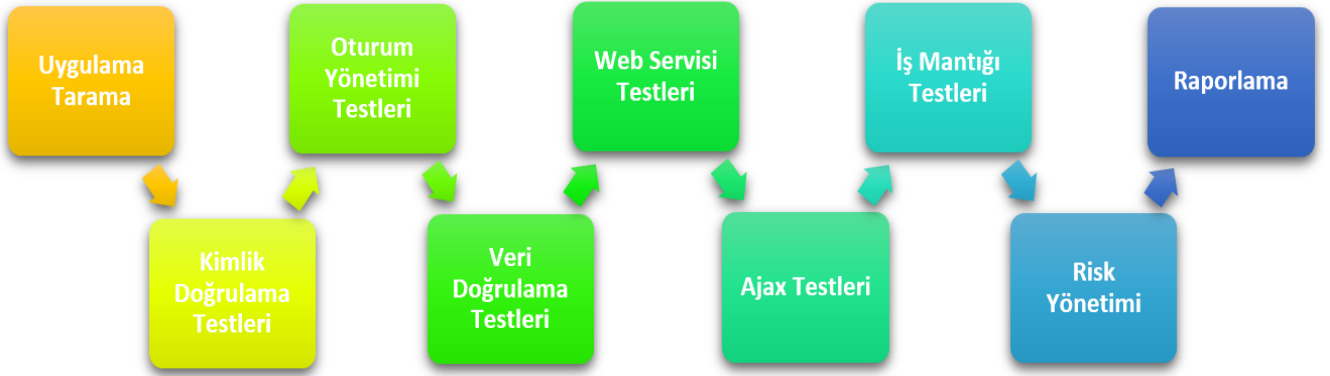 Uygulama
Tarama
Kimlik
Doğrulama
Testleri
Oturum
Yönetimi
Testleri
Veri
Doğrulama
Testleri
Web Servisi
Testleri
Ajax Testleri
İş Mantığı
Testleri
Risk
Yönetimi
Raporlama